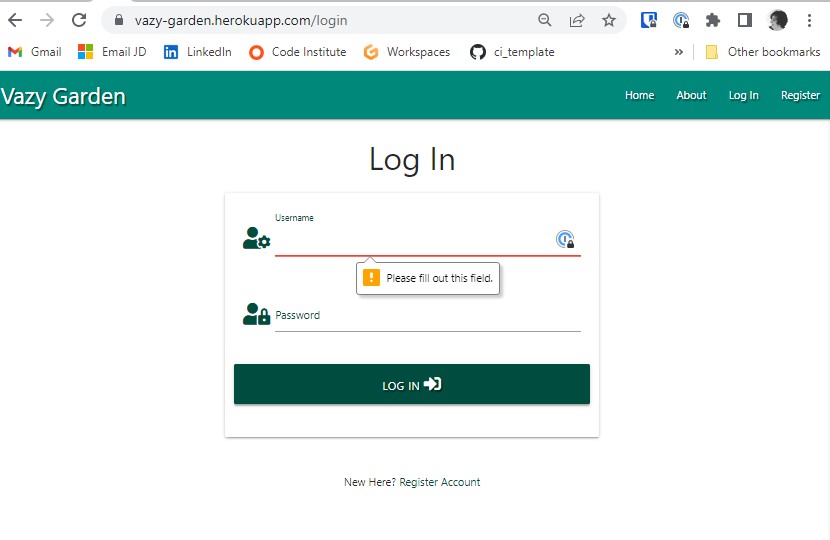 vazy-garden.herokuapp.com/login
Gmail Email JD LinkedIn Code Institute Workspaces ci_template » Other bookmarks
Vazy Garden Home About Log In Register
Log In
Username
Please fill out this field.
Password
LOG IN
New Here? Register Account